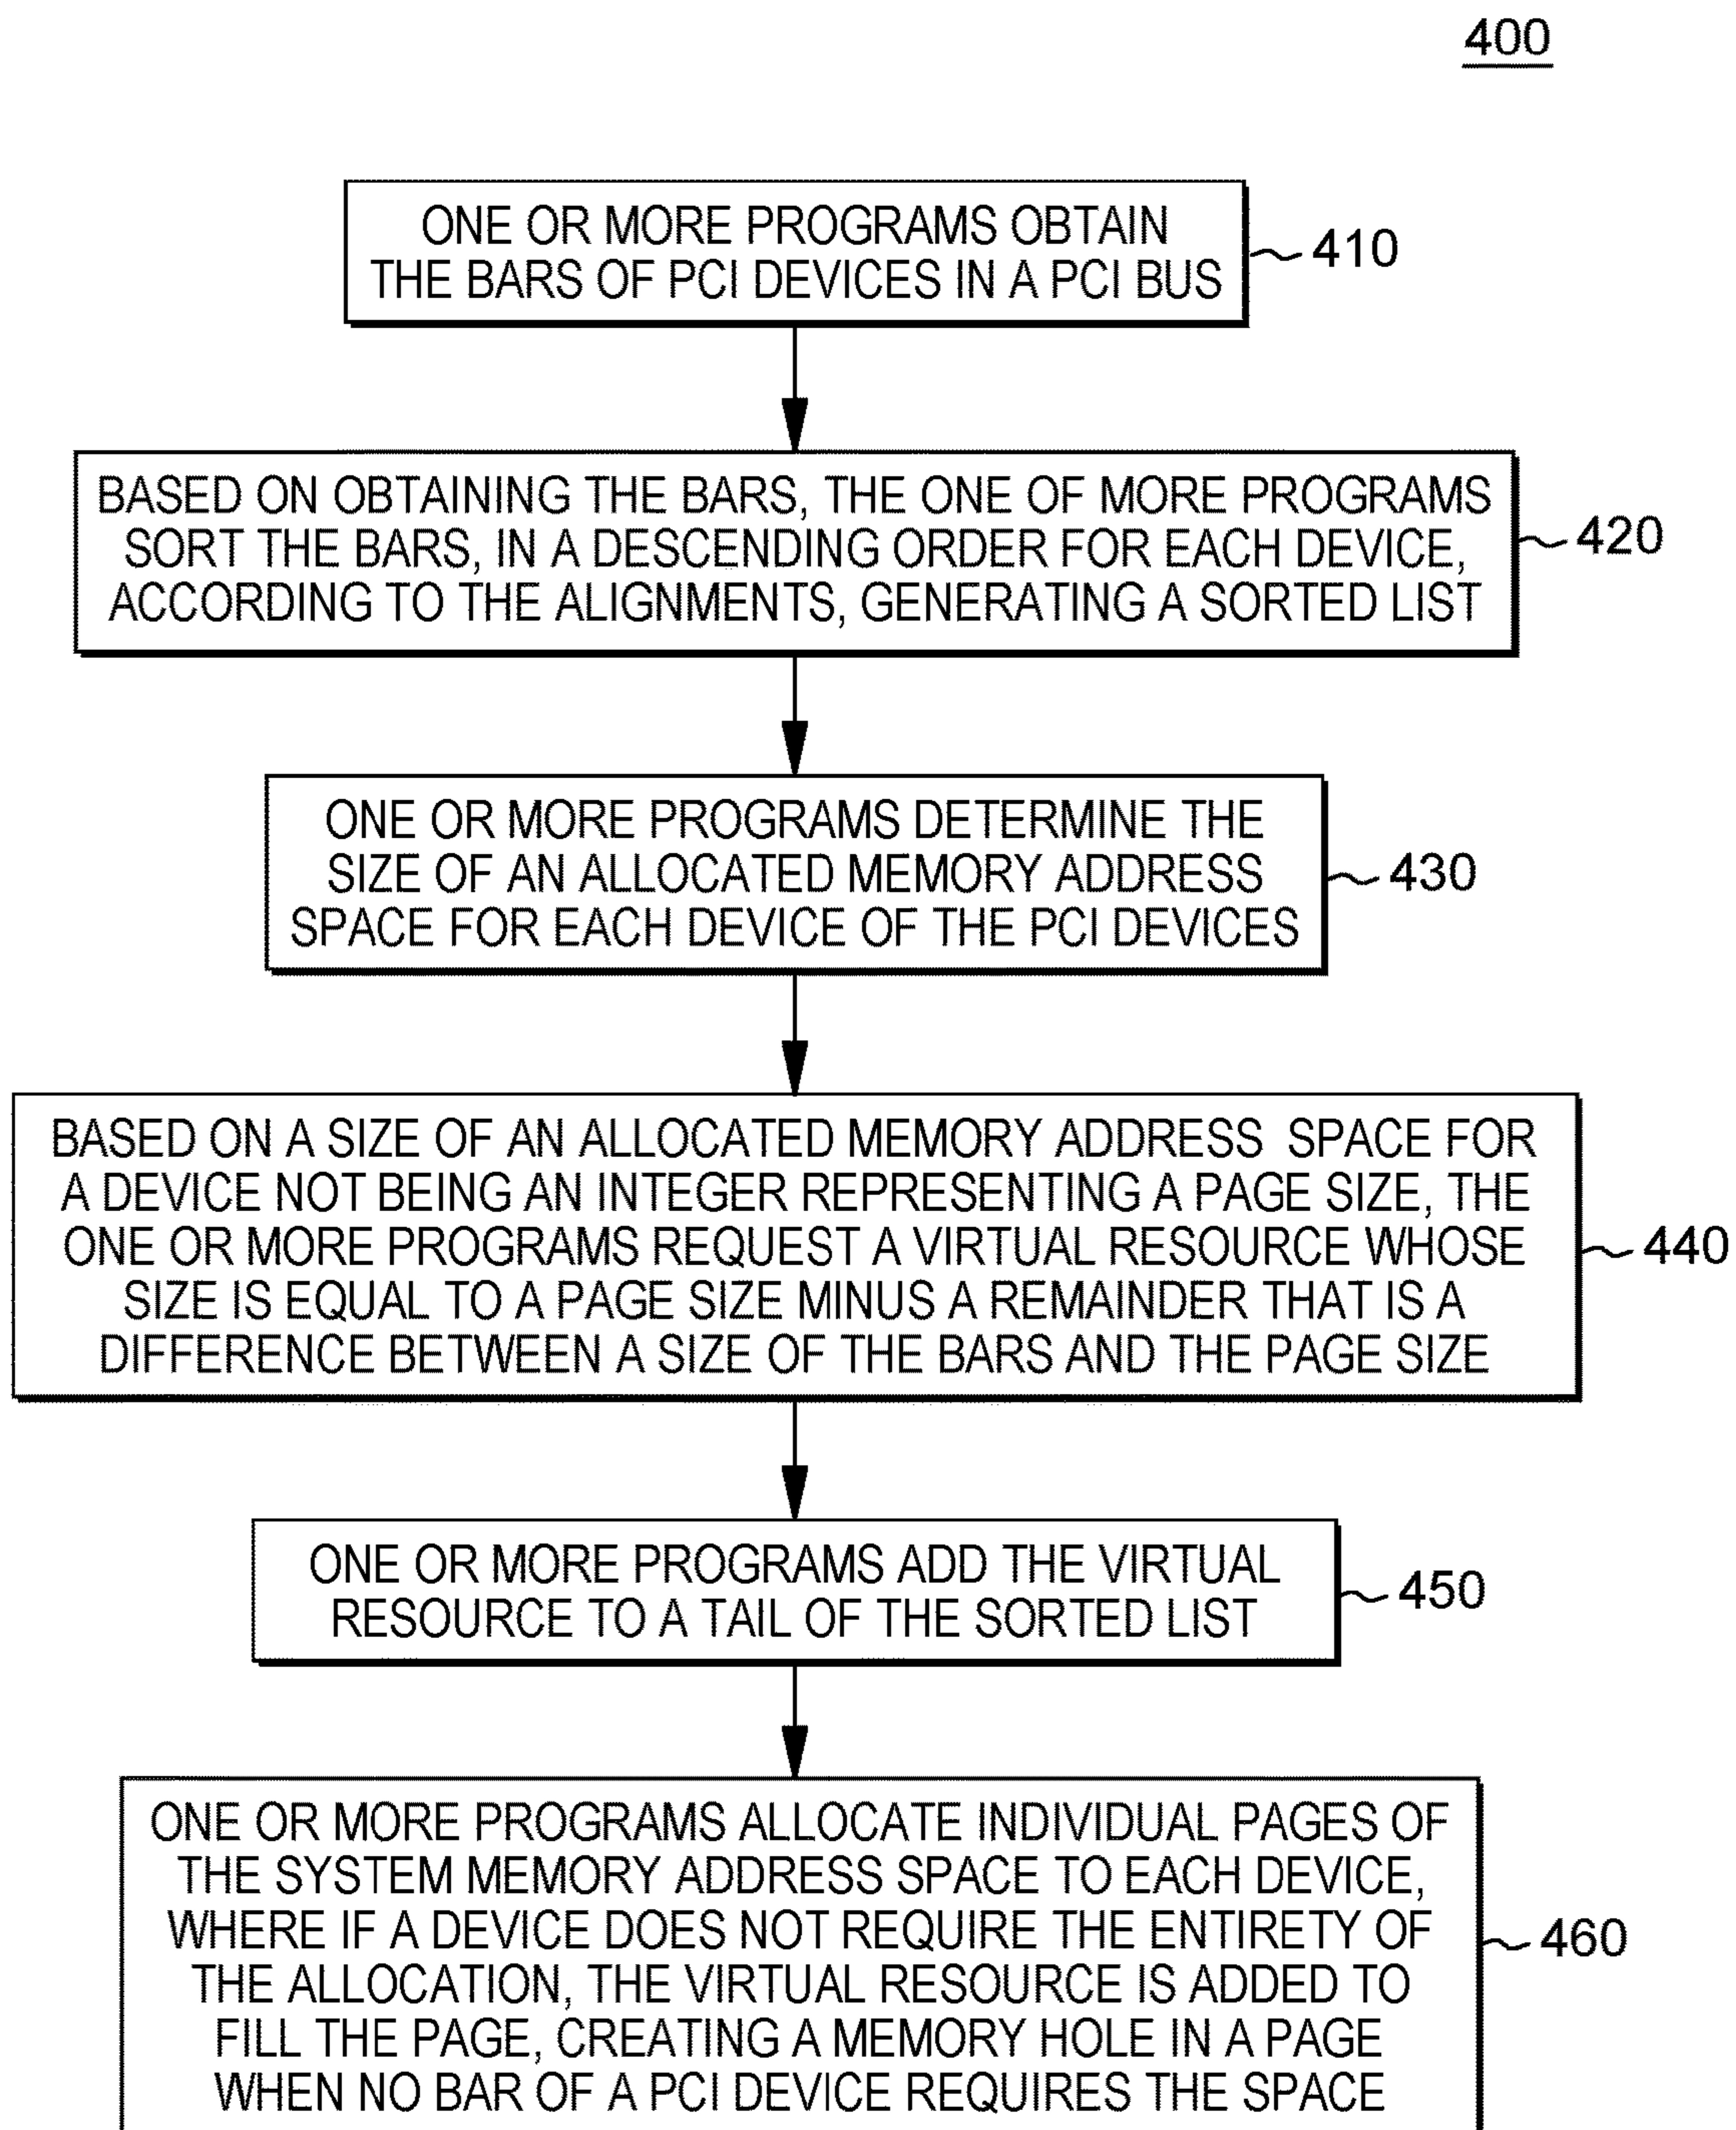 400
ONE OR MORE PROGRAMS OBTAIN
THE BARS OF PCI DEVICES IN A PCI BUS
410
BASED ON OBTAINING THE BARS, THE ONE OF MORE PROGRAMS
SORT THE BARS, IN A DESCENDING ORDER FOR EACH DEVICE,
ACCORDING TO THE ALIGNMENTS, GENERATING A SORTED LIST
420
ONE OR MORE PROGRAMS DETERMINE THE
SIZE OF AN ALLOCATED MEMORY ADDRESS
SPACE FOR EACH DEVICE OF THE PCI DEVICES
430
BASED ON A SIZE OF AN ALLOCATED MEMORY ADDRESS SPACE FOR
A DEVICE NOT BEING AN INTEGER REPRESENTING A PAGE SIZE, THE
ONE OR MORE PROGRAMS REQUEST A VIRTUAL RESOURCE WHOSE
SIZE IS EQUAL TO A PAGE SIZE MINUS A REMAINDER THAT IS A
DIFFERENCE BETWEEN A SIZE OF THE BARS AND THE PAGE SIZE
440
ONE OR MORE PROGRAMS ADD THE VIRTUAL
RESOURCE TO A TAIL OF THE SORTED LIST
450
ONE OR MORE PROGRAMS ALLOCATE INDIVIDUAL PAGES OF
THE SYSTEM MEMORY ADDRESS SPACE TO EACH DEVICE,
WHERE IF A DEVICE DOES NOT REQUIRE THE ENTIRETY OF
THE ALLOCATION, THE VIRTUAL RESOURCE IS ADDED TO
FILL THE PAGE, CREATING A MEMORY HOLE IN A PAGE
WHEN NO BAR OF A PCI DEVICE REQUIRES THE SPACE
460